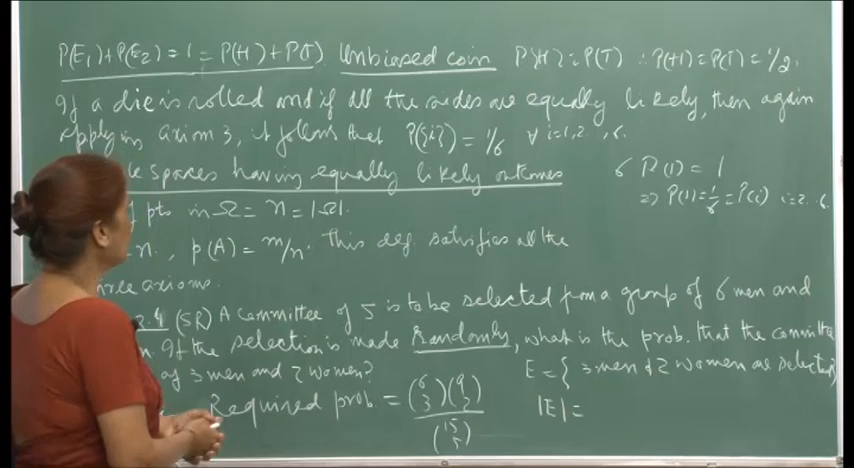 P(E₁)+P(E₂) = 1 = P(H) + P(T) Unbiased coin P{H} = P(T) ∴ P(H) = P(T) = 1/2.
If a die is rolled and if all the sides are equally likely, then again
applying axiom 3, it follows that P({i}) = 1/6 ∀ i=1,2..,6.
6 P(1) = 1
spaces having equally likely outcomes
⇒ P(1) = 1/6 = P(i) i=2..6
pts in Ω = n = |Ω|.
n, p(A) = m/n. This def. satisfies all the
three axioms.
(SR) A committee of 5 is to be selected from a group of 6 men and
If the selection is made Randomly, what is the prob. that the committee
of 3 men and 2 women? E = { 3 men & 2 women are selected}
Required prob. = (6 3)(9 2) / (15 5) |E| =